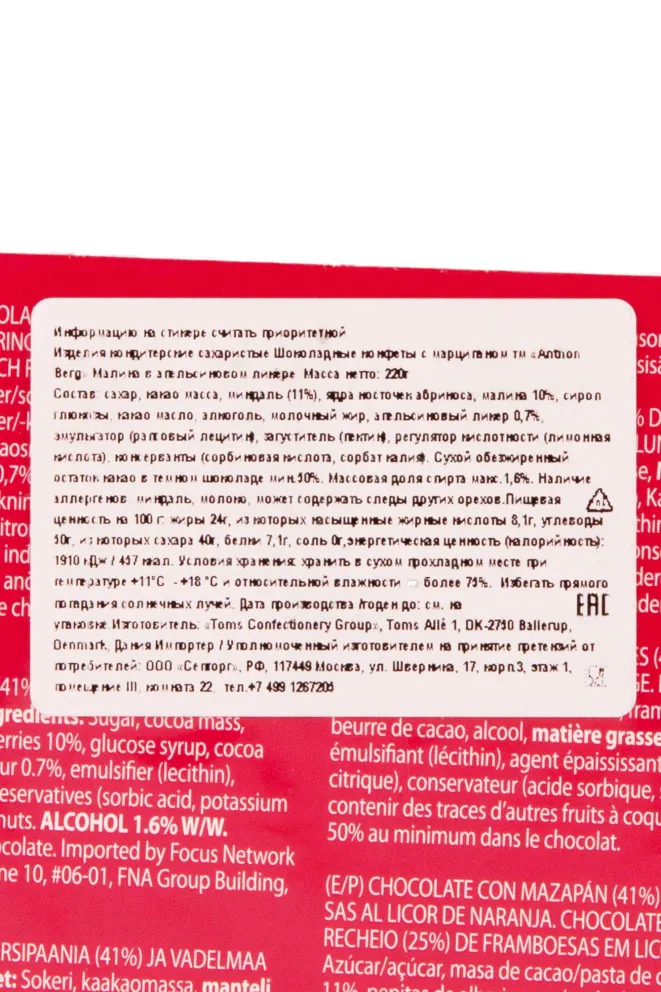 Информацию на стикере считать приоритетной
Изделия кондитерские сахаристые Шоколадные конфеты с марципаном тм «Anthon
Berg» Малина в апельсиновом ликере Масса нетто: 220г
Состав: сахар, какао масса, миндаль (11%), ядра косточек абрикоса, малина 10%, сироп
глюкозы, какао масло, алкоголь, молочный жир, апельсиновый ликер 0,7%,
эмульгатор (рапсовый лецитин), загуститель (пектин), регулятор кислотности (лимонная
кислота), консерванты (сорбиновая кислота, сорбат калия). Сухой обезжиренный
остаток какао в темном шоколаде мин.50%. Массовая доля спирта макс.1,6%. Наличие
аллергенов: миндаль, молоко, может содержать следы других орехов.Пищевая
ценность на 100 г: жиры 24г, из которых насыщенные жирные кислоты 8,1г, углеводы
50г, из которых сахара 40г, белки 7,1г, соль 0г,энергетическая ценность (калорийность):
1910 кДж / 457 ккал. Условия хранения: хранить в сухом прохладном месте при
температуре +11°C - +18 °C и относительной влажности более 75%. Избегать прямого
попадания солнечных лучей. Дата производства /годен до: см. на
упаковке.Изготовитель: «Toms Confectionery Group», Toms Allé 1, DK-2750 Ballerup,
Denmark, Дания Импортер / Уполномоченный изготовителем на принятие претензий от
потребителей: ООО «Септорг», РФ, 117449 Москва, ул. Шверника, 17, корп.3, этаж 1,
помещение III, комната 22, тел.+7 499 1267205
EAC
(41%
Ingredients: Sugar, cocoa mass,
erries 10%, glucose syrup, cocoa
ur 0.7%, emulsifier (lecithin),
eservatives (sorbic acid, potassium
nuts. ALCOHOL 1.6% W/W.
ocolate. Imported by Focus Network
ne 10, #06-01, FNA Group Building,
RSIPAANIA (41%) JA VADELMAA
et: Sokeri, kaakaomassa, manteli
beurre de cacao, alcool, matière grasse
émulsifiant (lécithin), agent épaississant
citrique), conservateur (acide sorbique,
contenir des traces d'autres fruits à coqu
50% au minimum dans le chocolat.
(E/P) CHOCOLATE CON MAZAPÁN (41%)
SAS AL LICOR DE NARANJA. CHOCOLATE
RECHEIO (25%) DE FRAMBOESAS EM LIC
Azúcar/açúcar, masa de cacao/pasta de c